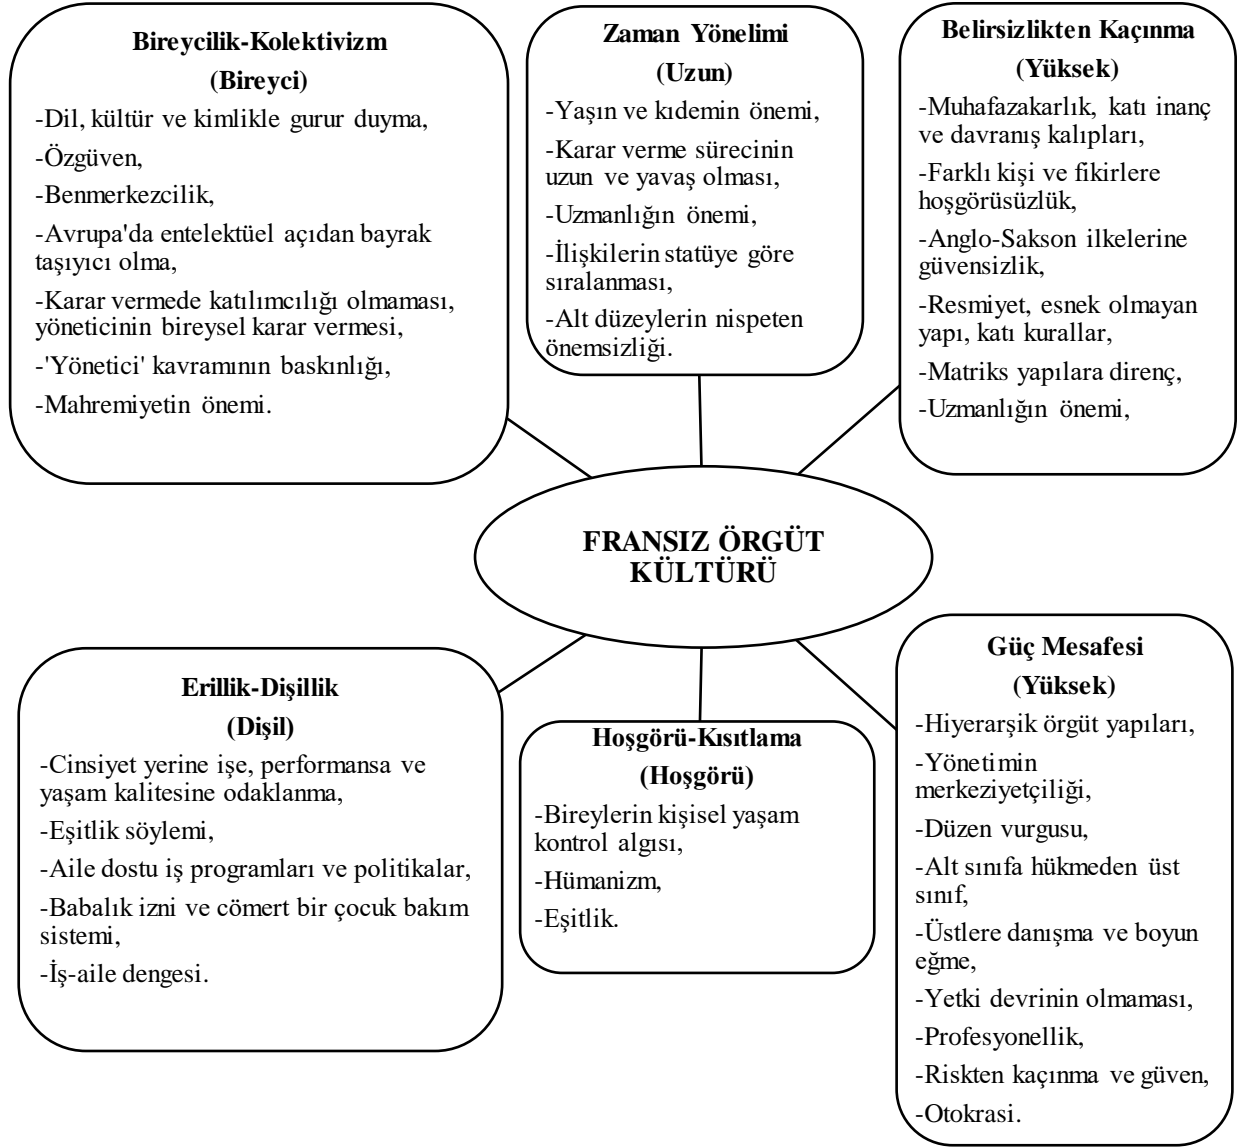 Bireycilik-Kolektivizm
(Bireyci)
-Dil, kültür ve kimlikle gurur duyma,
-Özgüven,
-Benmerkezcilik,
-Avrupa'da entelektüel açıdan bayrak
taşıyıcı olma,
-Karar vermede katılımcılığı olmaması,
yöneticinin bireysel karar vermesi,
-'Yönetici' kavramının baskınlığı,
-Mahremiyetin önemi.
Zaman Yönelimi
(Uzun)
-Yaşın ve kıdemin önemi,
-Karar verme sürecinin
uzun ve yavaş olması,
-Uzmanlığın önemi,
-İlişkilerin statüye göre
sıralanması,
-Alt düzeylerin nispeten
önemsizliği.
Belirsizlikten Kaçınma
(Yüksek)
-Muhafazakarlık, katı inanç
ve davranış kalıpları,
-Farklı kişi ve fikirlere
hoşgörüsüzlük,
-Anglo-Sakson ilkelerine
güvensizlik,
-Resmiyet, esnek olmayan
yapı, katı kurallar,
-Matriks yapılara direnç,
-Uzmanlığın önemi,
FRANSIZ ÖRGÜT
KÜLTÜRÜ
Erillik-Dişillik
(Dişil)
-Cinsiyet yerine işe, performansa ve
yaşam kalitesine odaklanma,
-Eşitlik söylemi,
-Aile dostu iş programları ve politikalar,
-Babalık izni ve cömert bir çocuk bakım
sistemi,
-İş-aile dengesi.
Hoşgörü-Kısıtlama
(Hoşgörü)
-Bireylerin kişisel yaşam
kontrol algısı,
-Hümanizm,
-Eşitlik.
Güç Mesafesi
(Yüksek)
-Hiyerarşik örgüt yapıları,
-Yönetimin
merkeziyetçiliği,
-Düzen vurgusu,
-Alt sınıfa hükmeden üst
sınıf,
-Üstlere danışma ve boyun
eğme,
-Yetki devrinin olmaması,
-Profesyonellik,
-Riskten kaçınma ve güven,
-Otokrasi.